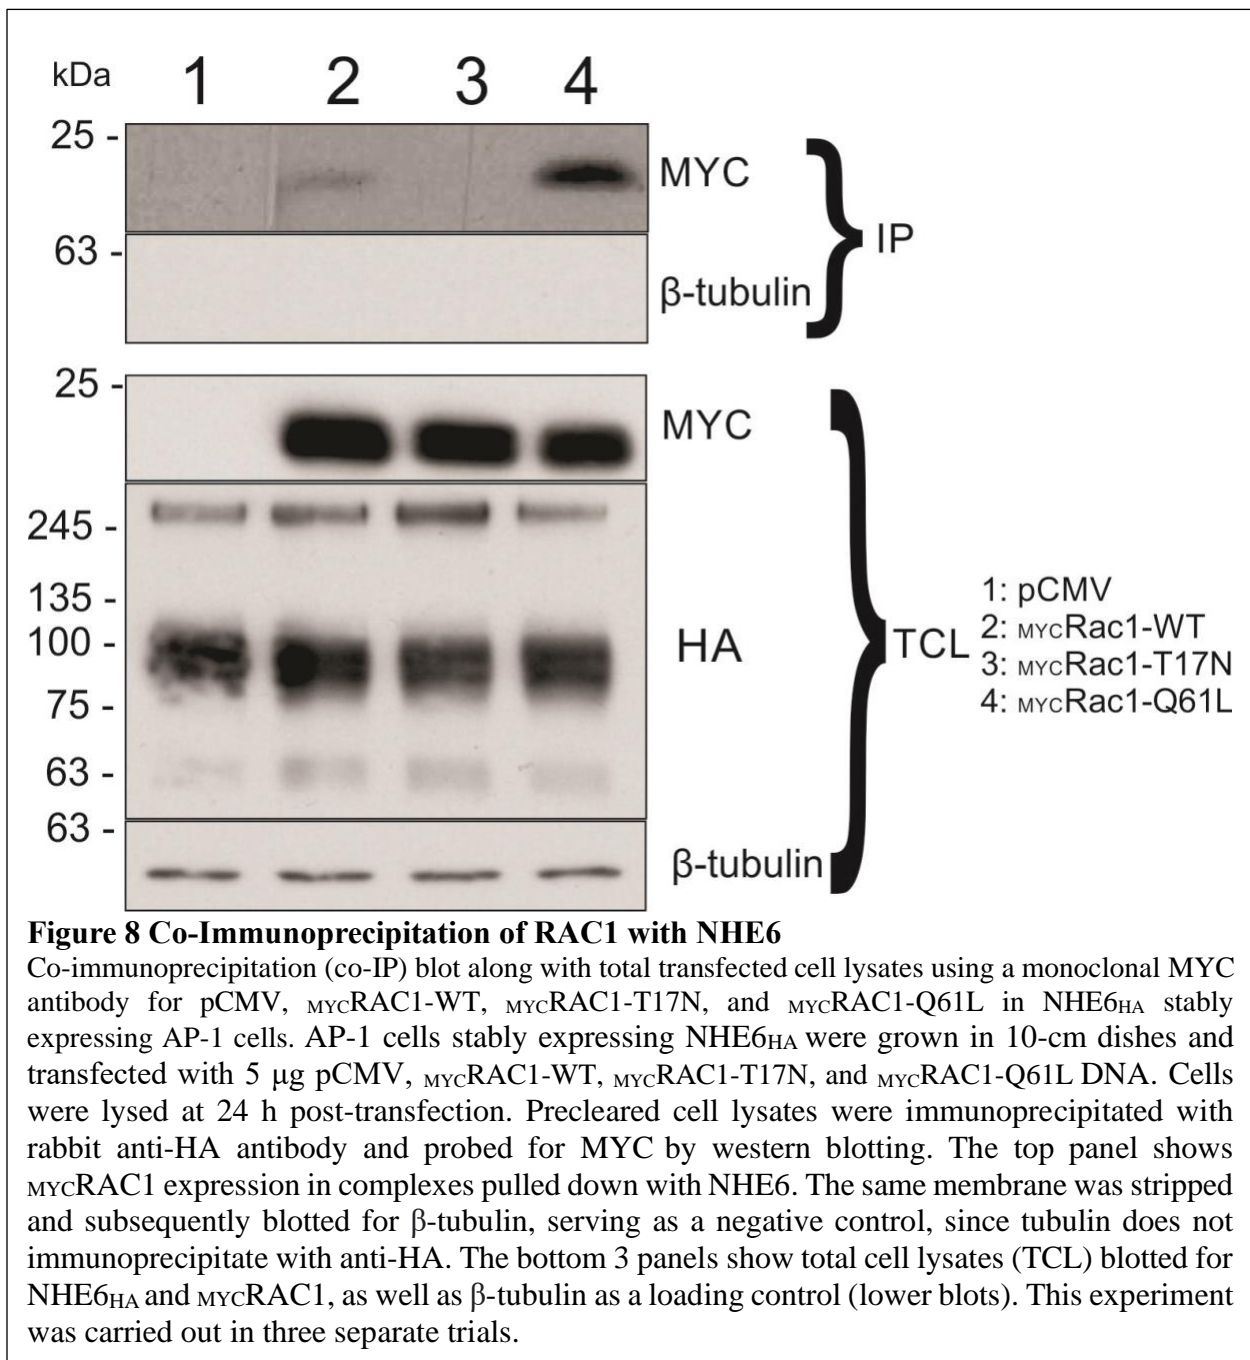 kDa 1 2 3 4
25 -
MYC
63 -
IP
β-tubulin
25 -
MYC
245 -
135 -
100 -
HA
75 -
63 -
TCL
1: pCMV
2: MYCRac1-WT
3: MYCRac1-T17N
4: MYCRac1-Q61L
63 -
β-tubulin
Figure 8 Co-Immunoprecipitation of RAC1 with NHE6
Co-immunoprecipitation (co-IP) blot along with total transfected cell lysates using a monoclonal MYC
antibody for pCMV, MYCRAC1-WT, MYCRAC1-T17N, and MYCRAC1-Q61L in NHE6HA stably
expressing AP-1 cells. AP-1 cells stably expressing NHE6HA were grown in 10-cm dishes and
transfected with 5 μg pCMV, MYCRAC1-WT, MYCRAC1-T17N, and MYCRAC1-Q61L DNA. Cells
were lysed at 24 h post-transfection. Precleared cell lysates were immunoprecipitated with
rabbit anti-HA antibody and probed for MYC by western blotting. The top panel shows
MYCRAC1 expression in complexes pulled down with NHE6. The same membrane was stripped
and subsequently blotted for β-tubulin, serving as a negative control, since tubulin does not
immunoprecipitate with anti-HA. The bottom 3 panels show total cell lysates (TCL) blotted for
NHE6HA and MYCRAC1, as well as β-tubulin as a loading control (lower blots). This experiment
was carried out in three separate trials.